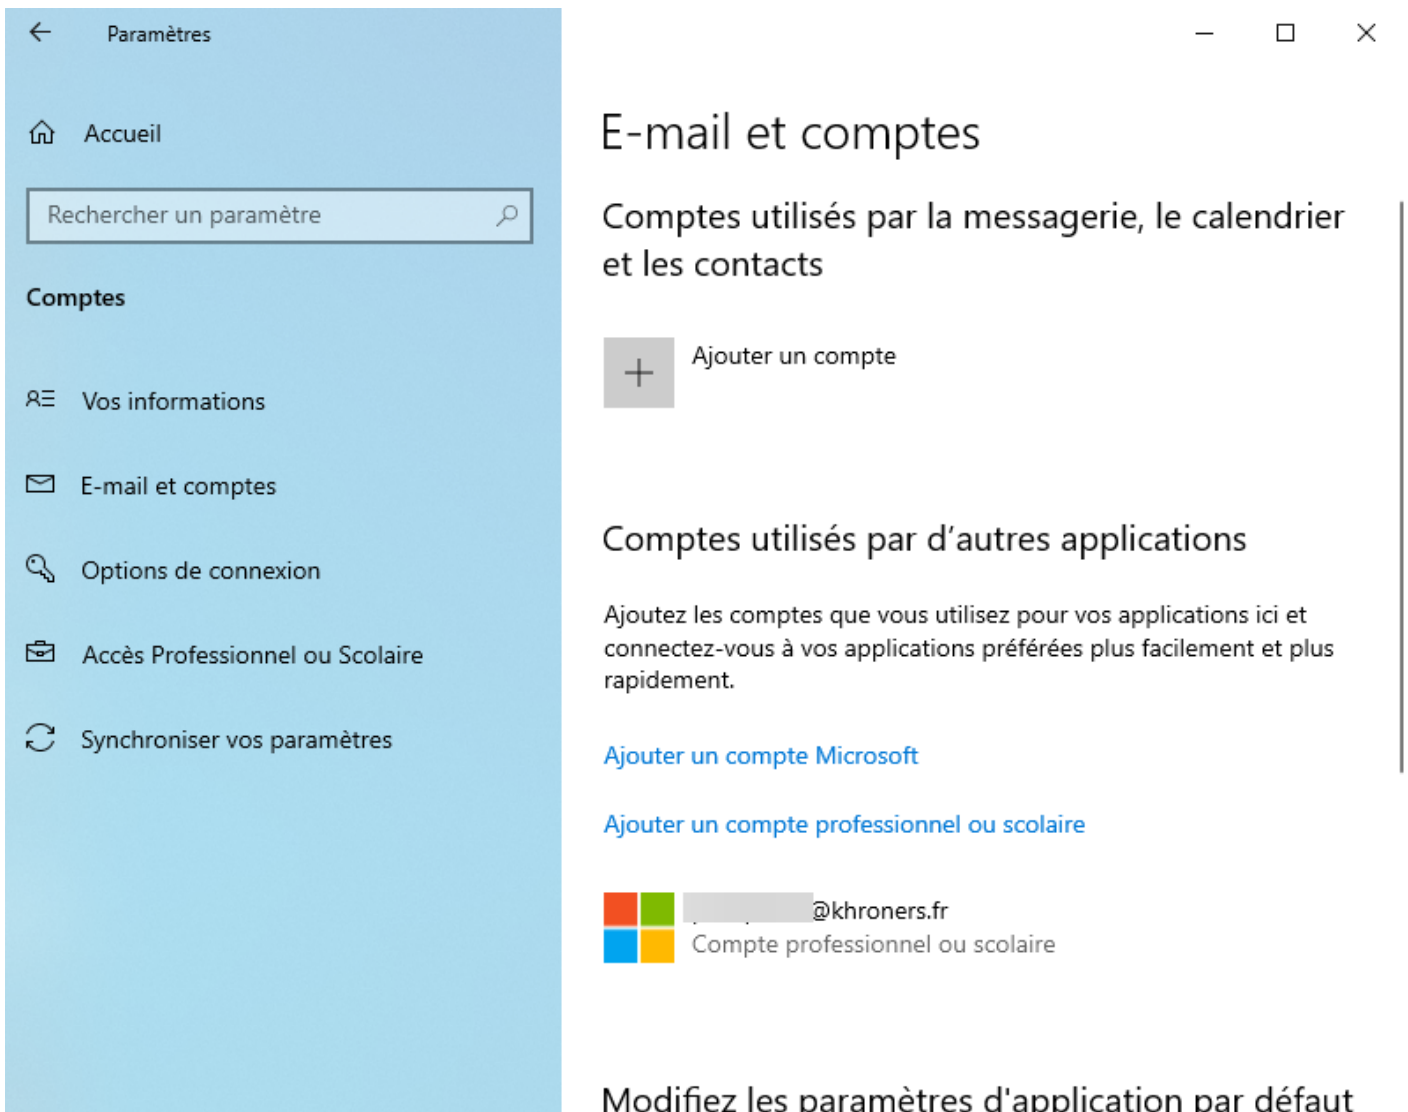 Paramètres
Accueil
Rechercher un paramètre
Comptes
Vos informations
E-mail et comptes
Options de connexion
Accès Professionnel ou Scolaire
Synchroniser vos paramètres
E-mail et comptes
Comptes utilisés par la messagerie, le calendrier
et les contacts
Ajouter un compte
Comptes utilisés par d’autres applications
Ajoutez les comptes que vous utilisez pour vos applications ici et
connectez-vous à vos applications préférées plus facilement et plus
rapidement.
Ajouter un compte Microsoft
Ajouter un compte professionnel ou scolaire
@khroners.fr
Compte professionnel ou scolaire
Modifiez les paramètres d'application par défaut